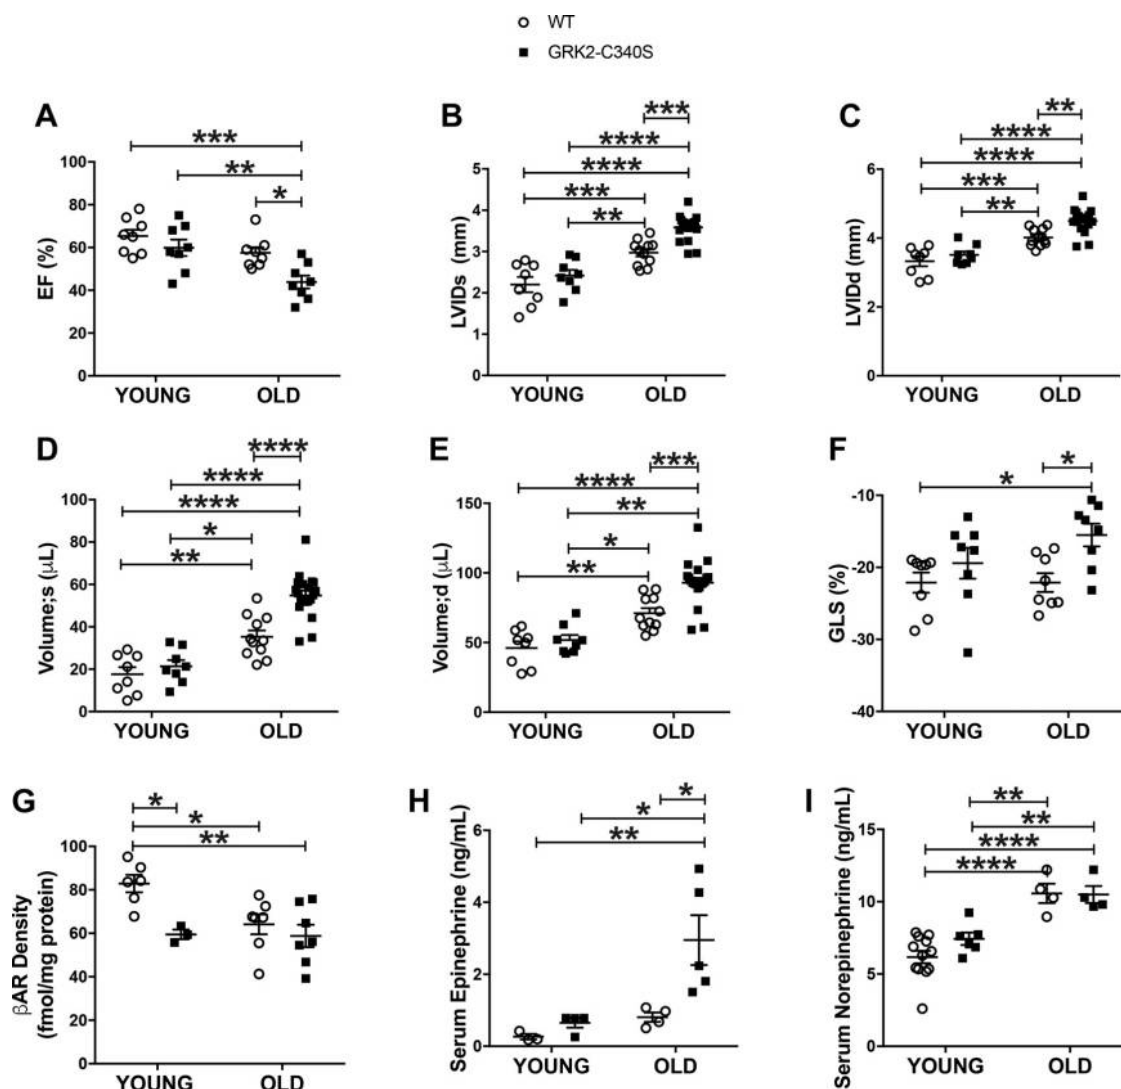 WT
GRK2-C340S
A
***
**
*
EF (%)
100
80
60
40
20
0
YOUNG OLD
B
***
****
****
***
**
LVIDs (mm)
5
4
3
2
1
0
YOUNG OLD
C
**
****
****
***
**
LVIDd (mm)
6
4
2
0
YOUNG OLD
D
****
****
****
*
**
Volume;s (μL)
100
80
60
40
20
0
YOUNG OLD
E
***
****
**
*
**
Volume;d (μL)
150
100
50
0
YOUNG OLD
F
*
*
GLS (%)
-10
-20
-30
-40
YOUNG OLD
G
*
*
**
βAR Density
(fmol/mg protein)
100
80
60
40
20
0
YOUNG OLD
H
*
*
**
Serum Epinephrine (ng/mL)
6
4
2
0
YOUNG OLD
I
**
**
****
****
Serum Norepinephrine (ng/mL)
15
10
5
0
YOUNG OLD